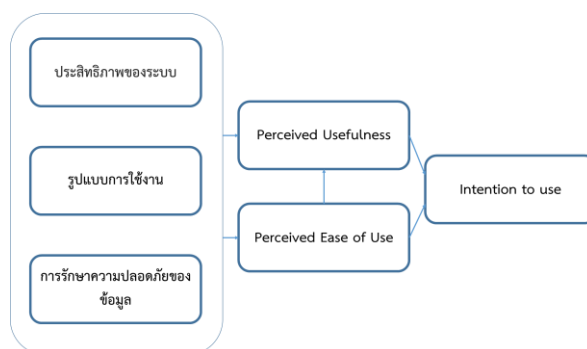 ประสิทธิภาพของระบบ
รูปแบบการใช้งาน
การรักษาความปลอดภัยของ
ข้อมูล
Perceived Usefulness
Perceived Ease of Use
Intention to use